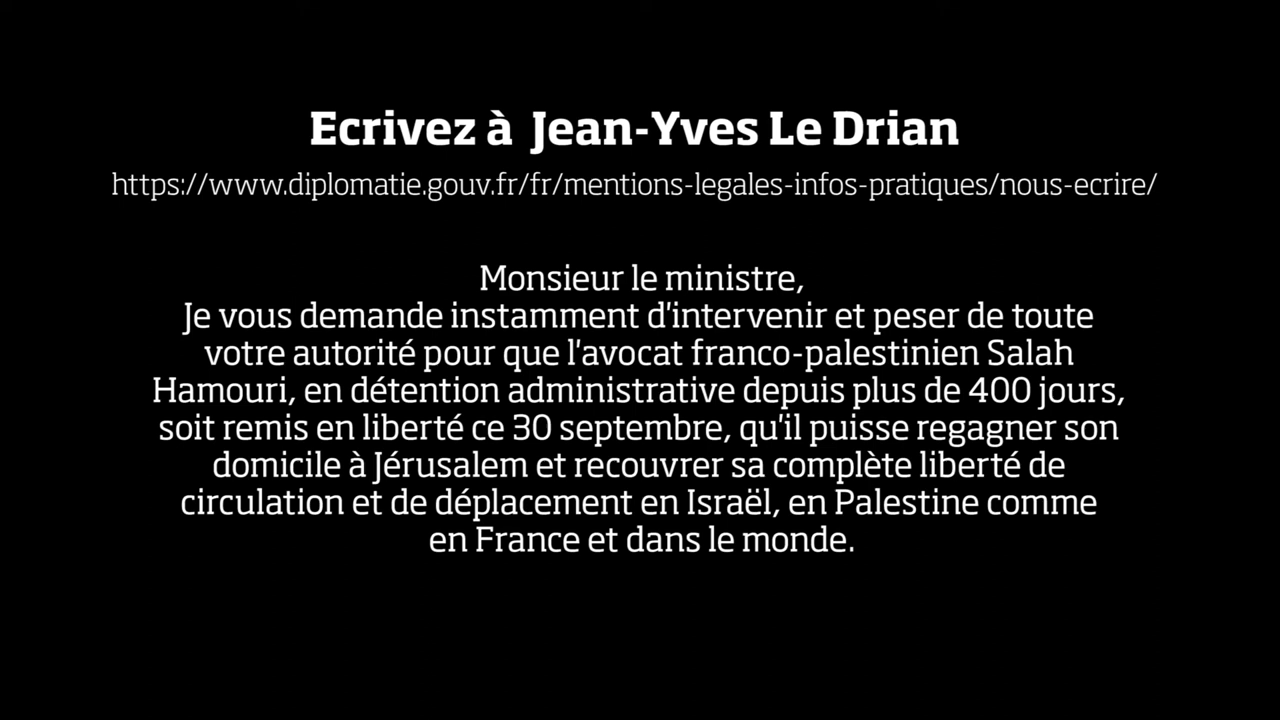 Ecrivez à Jean-Yves Le Drian
https://www.diplomatie.gouv.fr/fr/mentions-legales-infos-pratiques/nous-ecrire/
Monsieur le ministre,
Je vous demande instamment d'intervenir et peser de toute
votre autorité pour que l'avocat franco-palestinien Salah
Hamouri, en détention administrative depuis plus de 400 jours,
soit remis en liberté ce 30 septembre, qu'il puisse regagner son
domicile à Jérusalem et recouvrer sa complète liberté de
circulation et de déplacement en Israël, en Palestine comme
en France et dans le monde.